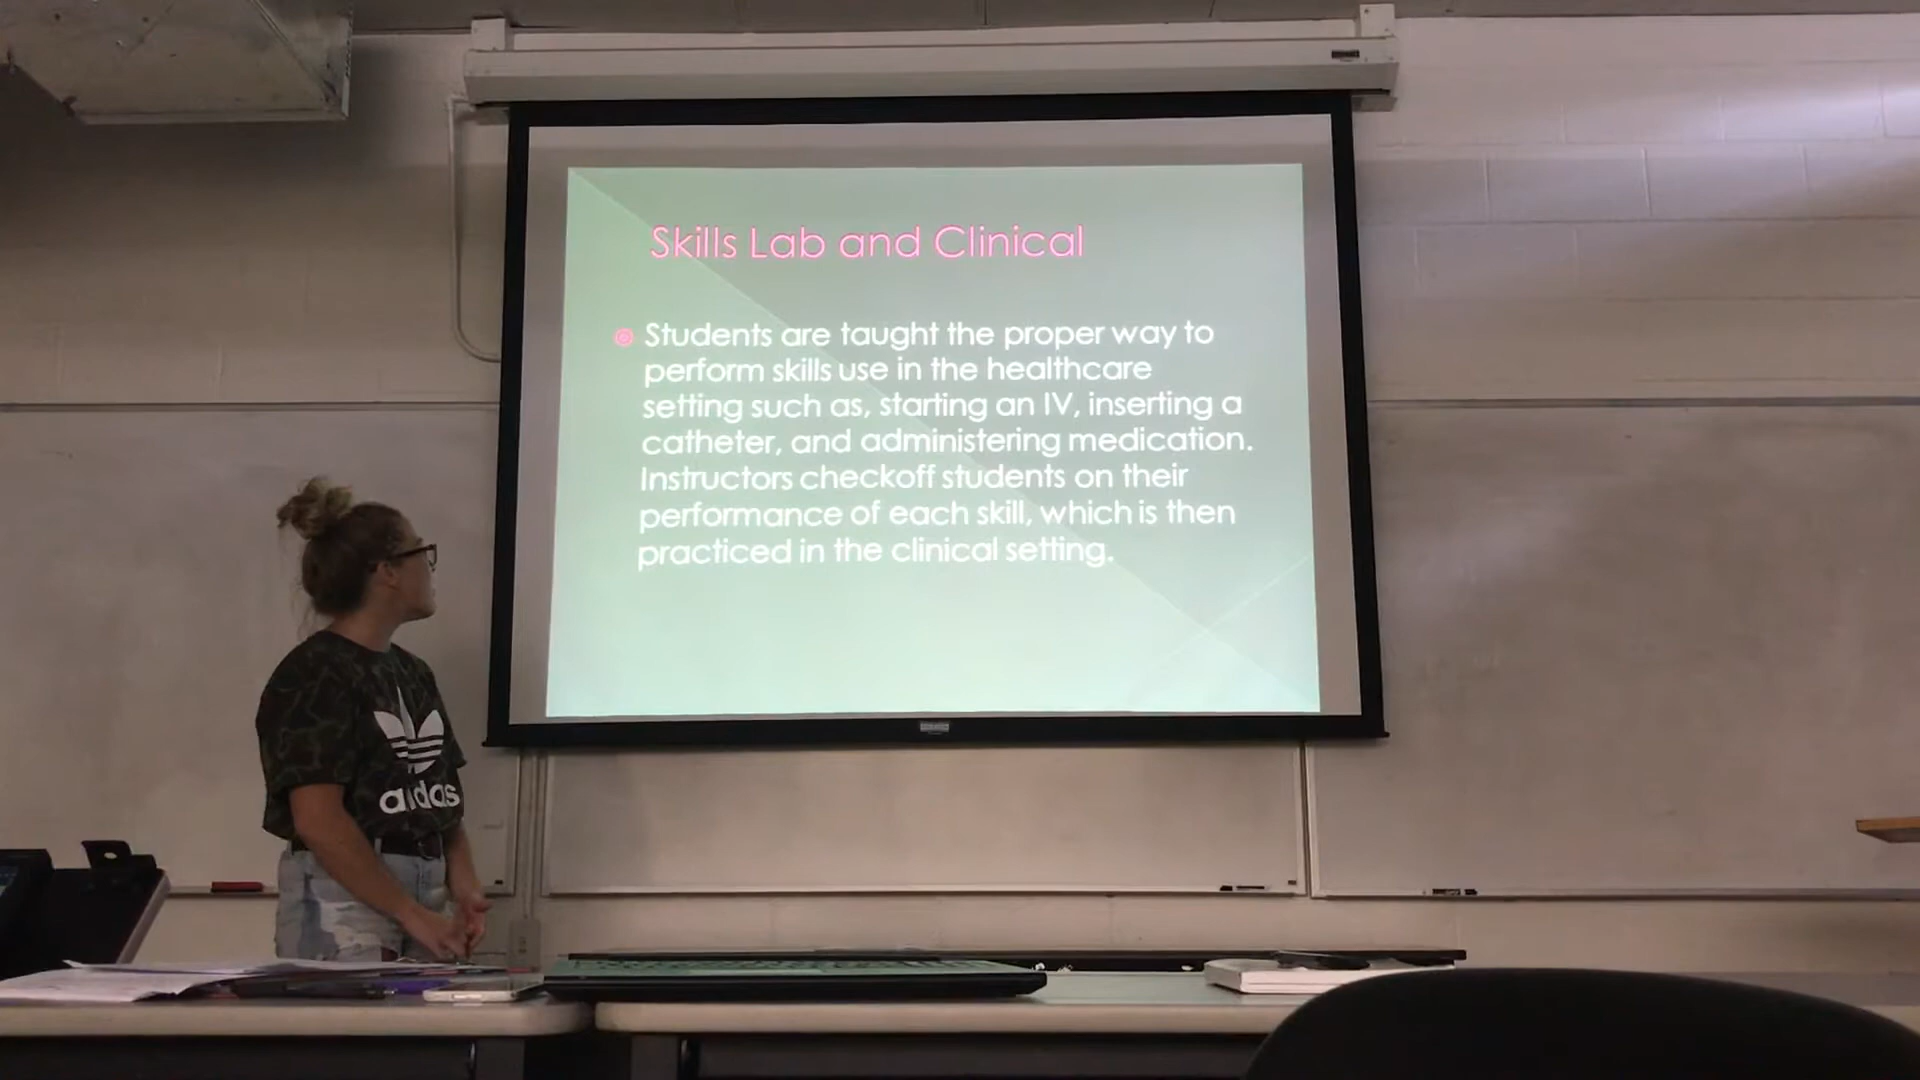 Skills Lab and Clinical
Students are taught the proper way to
perform skills use in the healthcare
setting such as, starting an IV, inserting a
catheter, and administering medication.
Instructors checkoff students on their
performance of each skill, which is then
practiced in the clinical setting.
adidas